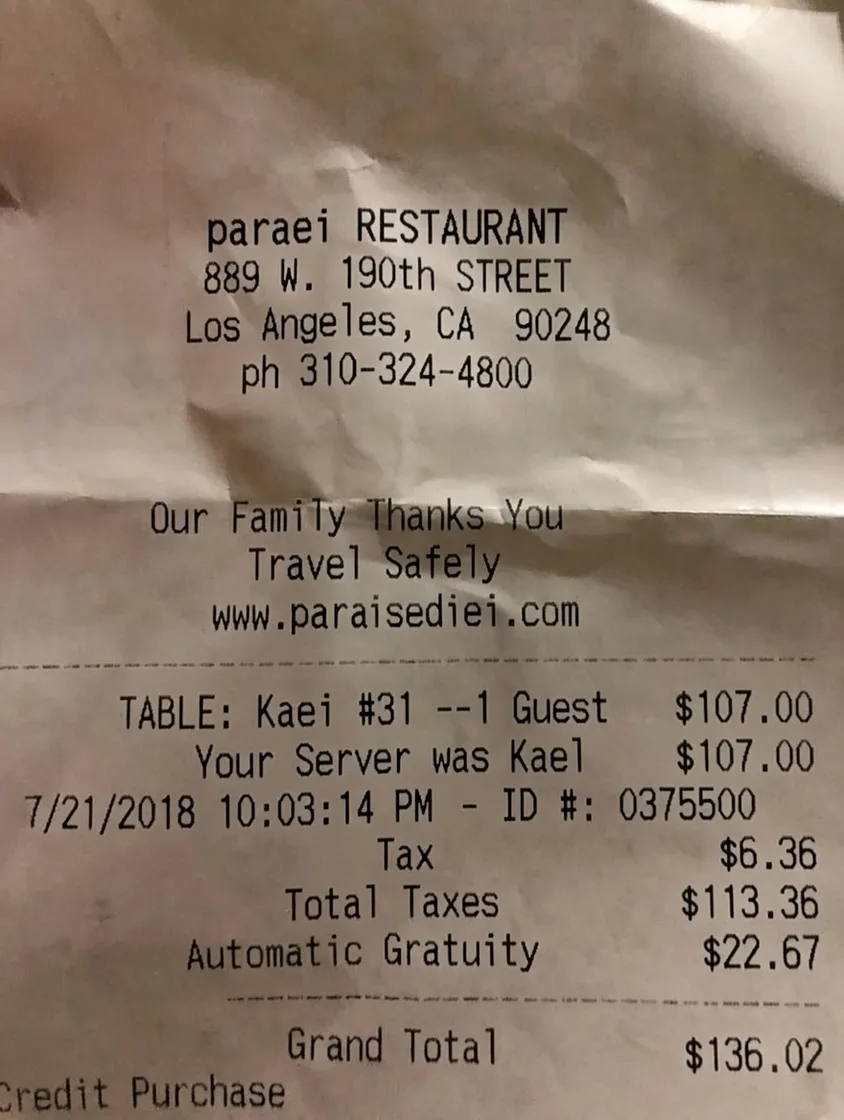 paraei RESTAURANT
889 W. 190th STREET
Los Angeles, CA 90248
ph 310-324-4800
Our Family Thanks You
Travel Safely
www.paraisediei.com
TABLE: Kaei #31 --1 Guest $107.00
Your Server was Kael $107.00
7/21/2018 10:03:14 PM - ID #: 0375500
Tax $6.36
Total Taxes $113.36
Automatic Gratuity $22.67
Grand Total $136.02
Credit Purchase